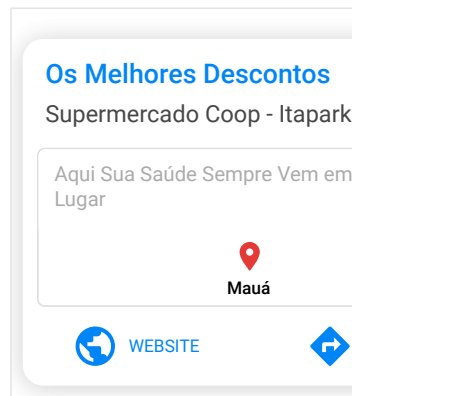 Os Melhores Descontos
Supermercado Coop - Itapark
Aqui Sua Saúde Sempre Vem em
Lugar
Mauá
WEBSITE